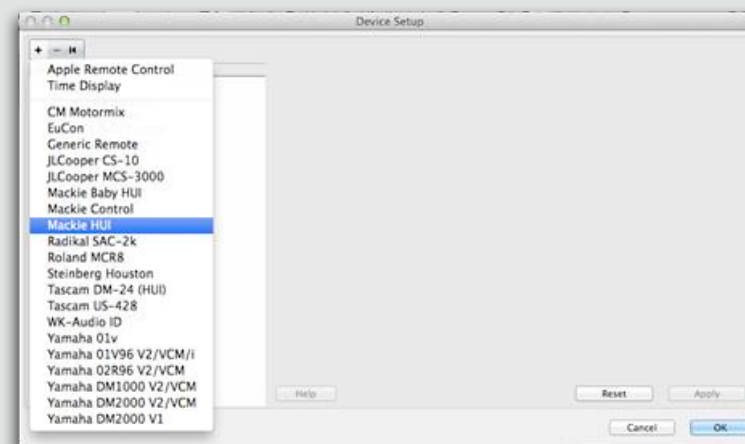 Device Setup
+ -
Apple Remote Control
Time Display
CM Motormix
EuCon
Generic Remote
JLCooper CS-10
JLCooper MCS-3000
Mackie Baby HUI
Mackie Control
Mackie HUI
Radikal SAC-2k
Roland MCR8
Steinberg Houston
Tascam DM-24 (HUI)
Tascam US-428
WK-Audio ID
Yamaha 01v
Yamaha 01V96 V2/VCM/i
Yamaha 02R96 V2/VCM
Yamaha DM1000 V2/VCM
Yamaha DM2000 V2/VCM
Yamaha DM2000 V1
Help
Reset
Apply
Cancel
OK